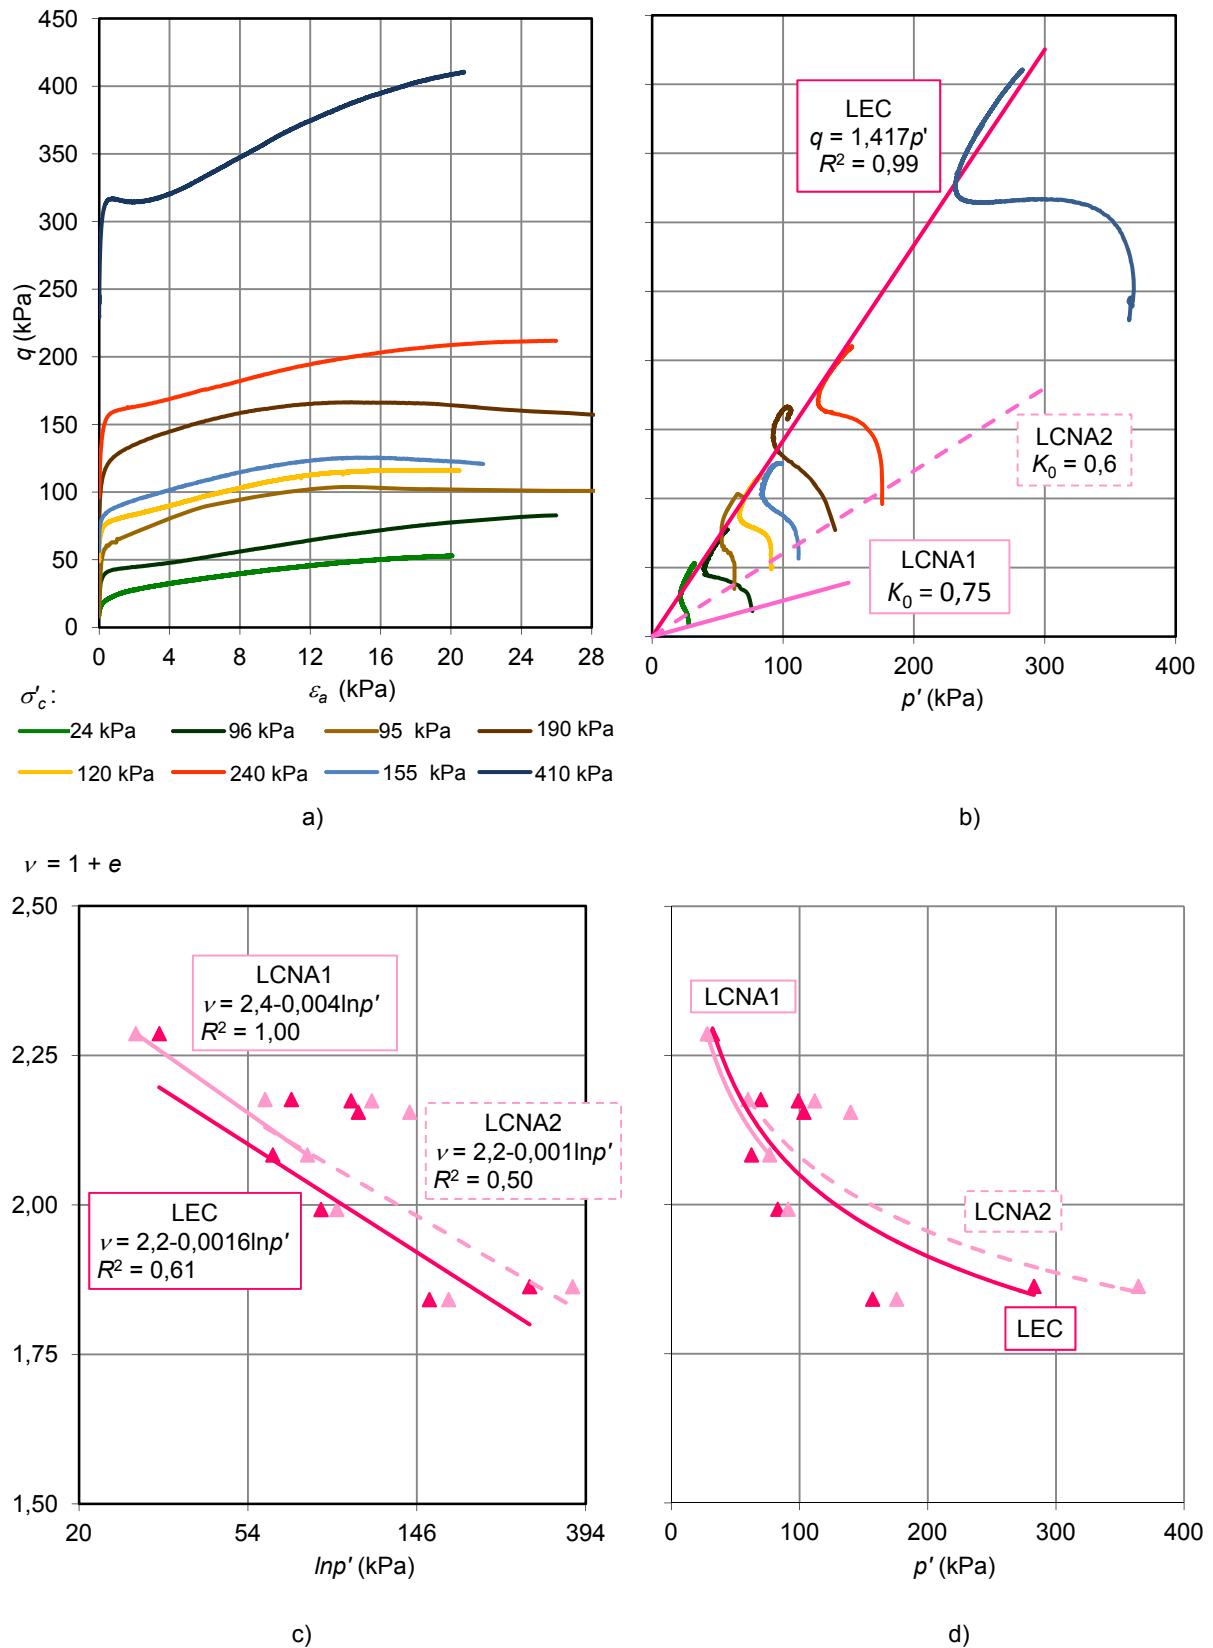 450
400
350
300
250
200
150
100
50
0
q (kPa)
0 4 8 12 16 20 24 28
εa (kPa)
LEC
q = 1,417p'
R² = 0,99
LCNA2
K0 = 0,6
LCNA1
K0 = 0,75
0 100 200 300 400
p' (kPa)
σ'c:
24 kPa 96 kPa 95 kPa 190 kPa
120 kPa 240 kPa 155 kPa 410 kPa
a) b)
ν = 1 + e
2,50
2,25
2,00
1,75
1,50
LCNA1
ν = 2,4-0,004lnp'
R² = 1,00
LCNA2
ν = 2,2-0,001lnp'
R² = 0,50
LEC
ν = 2,2-0,0016lnp'
R² = 0,61
20 54 146 394
lnp' (kPa)
LCNA1
LCNA2
LEC
0 100 200 300 400
p' (kPa)
c) d)